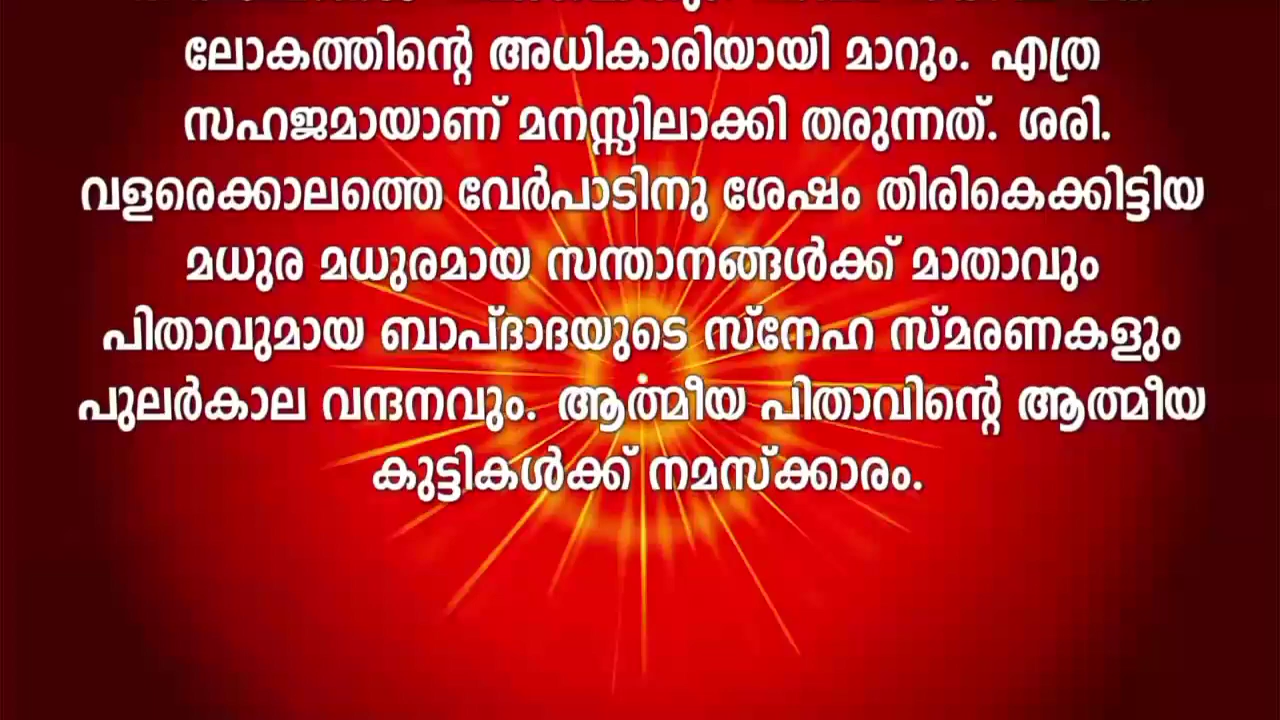 ലോകത്തിന്റെ അധികാരിയായി മാറും. എത്ര
സഹജമായാണ് മനസ്സിലാക്കി തരുന്നത്. ശരി.
വളരെക്കാലത്തെ വേർപാടിനു ശേഷം തിരികെക്കിട്ടിയ
മധുര മധുരമായ സന്താനങ്ങൾക്ക് മാതാവും
പിതാവുമായ ബാപ്ദാദയുടെ സ്നേഹ സ്മരണകളും
പുലർകാല വന്ദനവും. ആത്മീയ പിതാവിന്റെ ആത്മീയ
കുട്ടികൾക്ക് നമസ്ക്കാരം.